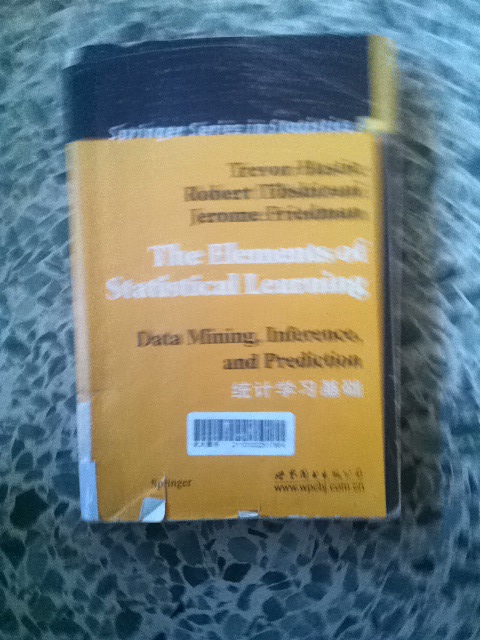 Springer Series in Statistics
Trevor Hastie
Robert Tibshirani
Jerome Friedman
The Elements of
Statistical Learning
Data Mining, Inference,
and Prediction
统计学习基础
Springer
www.wpcbj.com.cn